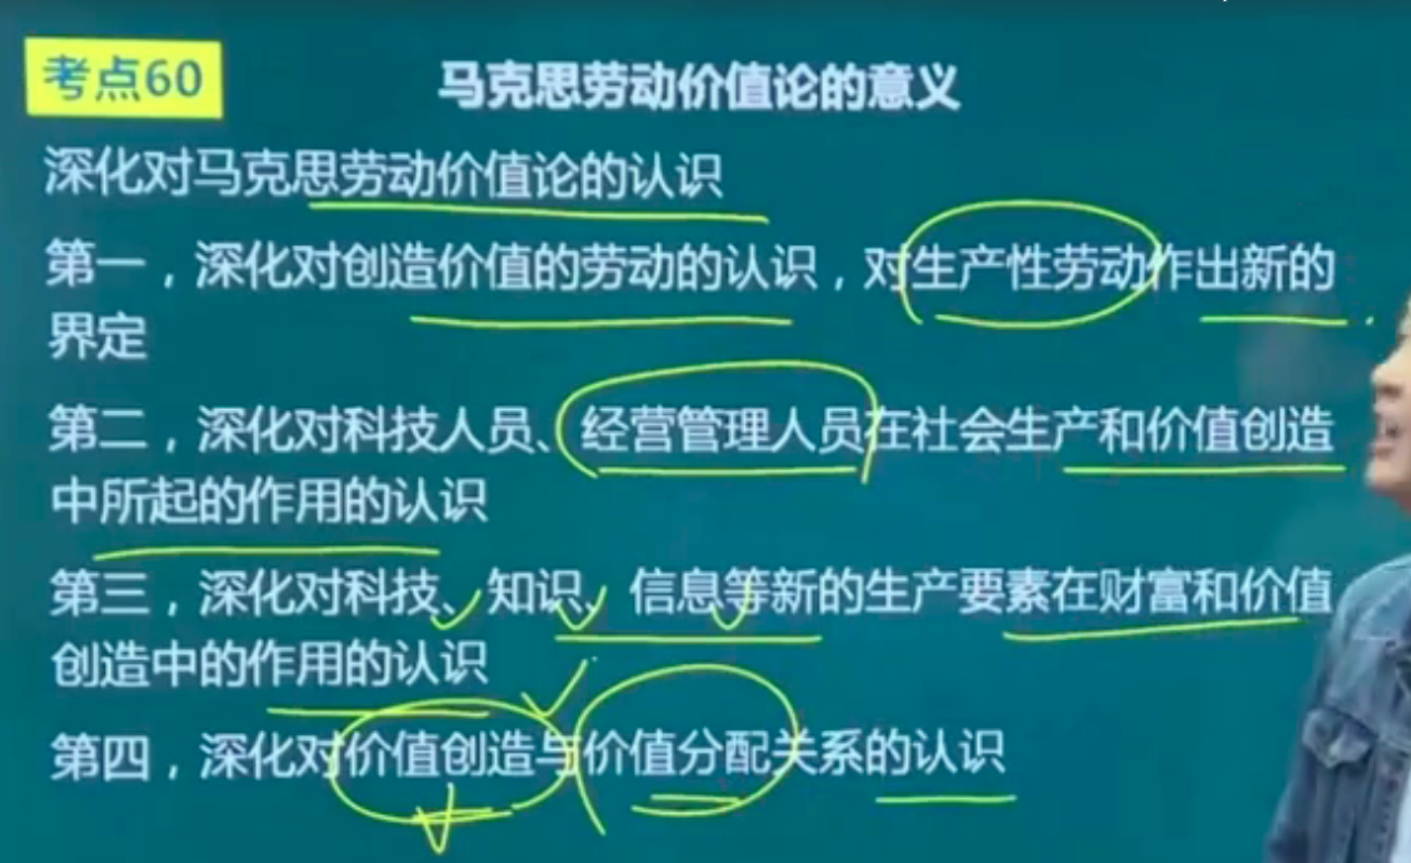 考点60
马克思劳动价值论的意义
深化对马克思劳动价值论的认识
第一，深化对创造价值的劳动的认识，对生产性劳动作出新的
界定
第二，深化对科技人员、经营管理人员在社会生产和价值创造
中所起的作用的认识
第三，深化对科技、知识、信息等新的生产要素在财富和价值
创造中的作用的认识
第四，深化对价值创造与价值分配关系的认识